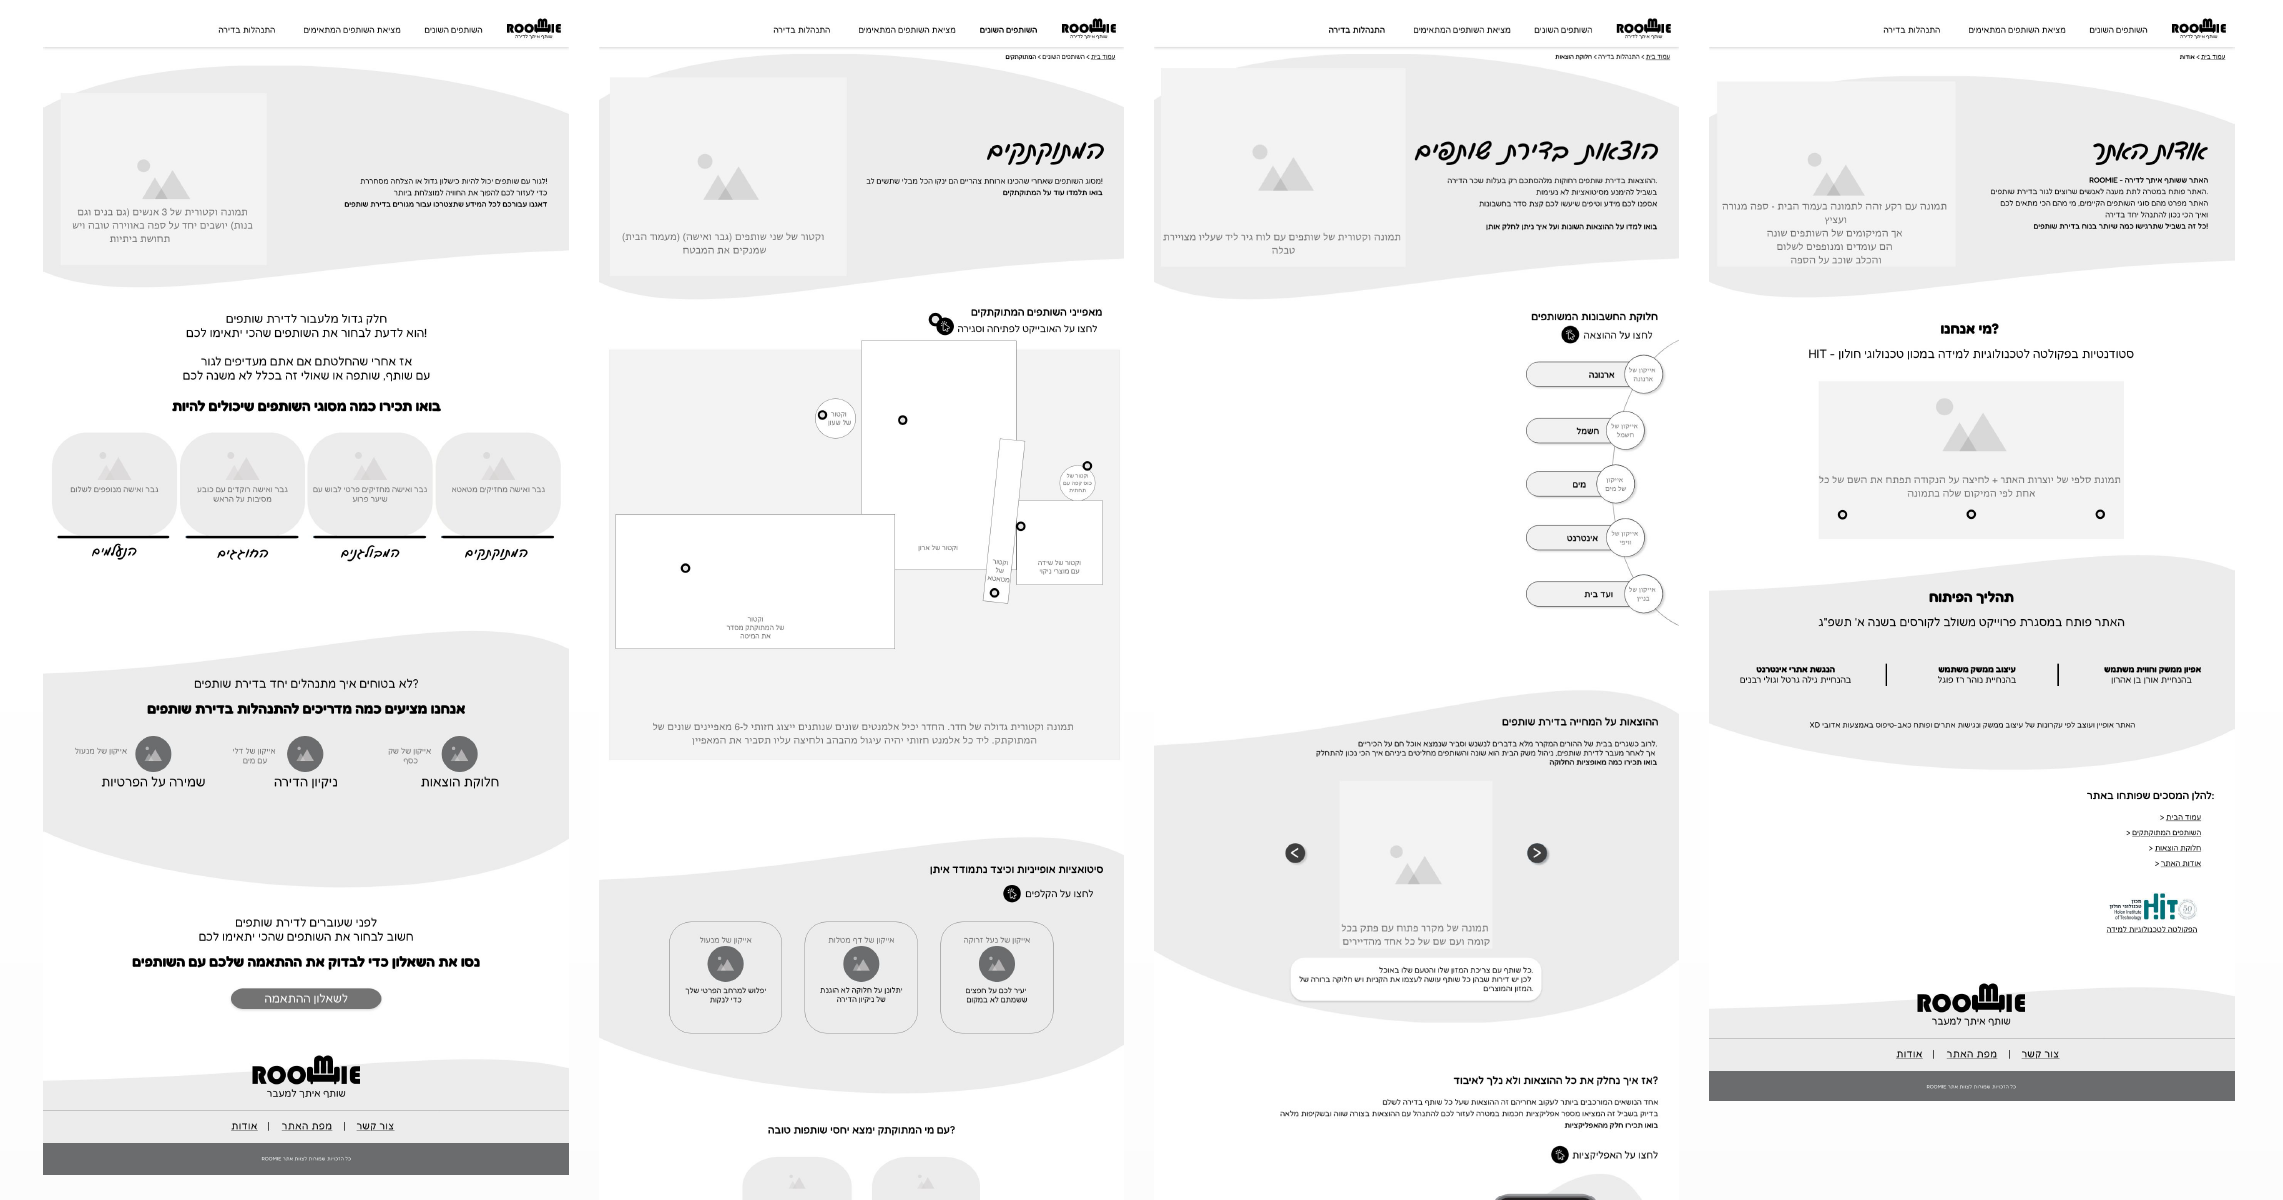 ROOMIE
שותף איתך לדירה
השותפים השונים
מציאת השותפים המתאימים
התנהלות בדירה
לגור עם שותפים יכול להיות כישלון גדול או הצלחה מסחררת!
כדי לעזור לכם להפוך את החוויה למוצלחת ביותר
דאגנו עבורכם לכל המידע שתצטרכו עבור מגורים בדירת שותפים
תמונה וקטורית של 3 אנשים (גם בנים וגם
בנות) יושבים יחד על ספה באווירה טובה ויש
תחושת ביתיות
חלק גדול מלעבור לדירת שותפים
הוא לדעת לבחור את השותפים שהכי יתאימו לכם!
אז אחרי שהחלטתם אם אתם מעדיפים לגור
עם שותף, שותפה או שאולי זה בכלל לא משנה לכם
בואו תכירו כמה מסוגי השותפים שיכולים להיות
גבר ואישה מחזיקים מטאטא
גבר ואישה מחזיקים פרטי לבוש עם
שיער פרוע
גבר ואישה רוקדים עם כובע
מסיבות על הראש
גבר ואישה מנופפים לשלום
המתוקתקים
המבולגנים
החוגגים
הנעלמים
לא בטוחים איך מתנהלים יחד בדירת שותפים?
אנחנו מציעים כמה מדריכים להתנהלות בדירת שותפים
אייקון של שק
כסף
אייקון של דלי
עם מים
אייקון של מנעול
חלוקת הוצאות
ניקיון הדירה
שמירה על הפרטיות
לפני שעוברים לדירת שותפים
חשוב לבחור את השותפים שהכי יתאימו לכם
נסו את השאלון כדי לבדוק את ההתאמה שלכם עם השותפים
לשאלון ההתאמה
ROOMIE
שותף איתך למעבר
צור קשר | מפת האתר | אודות
כל הזכויות שמורות לצוות אתר ROOMIE
ROOMIE
שותף איתך לדירה
השותפים השונים
מציאת השותפים המתאימים
התנהלות בדירה
עמוד בית > השותפים השונים > המתוקתקים
המתוקתקים
מסוג השותפים שאחרי שהכינו ארוחת צהריים הם ינקו הכל מבלי שתשים לב!
בואו תלמדו עוד על המתוקתקים
וקטור של שני שותפים (גבר ואישה) (מעמוד הבית)
שמנקים את המבטח
מאפייני השותפים המתוקתקים
לחצו על האובייקט לפתיחה וסגירה
וקטור
של שעון
וקטור של
כוס קפה עם
תחתית
וקטור של ארון
וקטור
של
מטאטא
וקטור של שידה
עם מוצרי ניקוי
וקטור
של המתוקתק מסדר
את המיטה
תמונה וקטורית גדולה של חדר. החדר יכיל אלמנטים שונים שנותנים ייצוג חזותי ל-6 מאפיינים שונים של
המתוקתק. ליד כל אלמנט חזותי יהיה עיגול מהבהב ולחיצה עליו תסביר את המאפיין
סיטואציות אופייניות וכיצד נתמודד איתן
לחצו על הקלפים
אייקון של נעל זרוקה
יעיר לכם על חפצים
ששמתם לא במקום
אייקון של דף מטלות
יתלונן על חלוקה לא הוגנת
של ניקיון הדירה
אייקון של מנעול
יפלוש למרחב הפרטי שלך
כדי לנקות
עם מי המתוקתק ימצא יחסי שותפות טובה?
ROOMIE
שותף איתך לדירה
השותפים השונים
מציאת השותפים המתאימים
התנהלות בדירה
עמוד בית > התנהלות בדירה > חלוקת הוצאות
הוצאות בדירת שותפים
ההוצאות בדירת שותפים רחוקות מלהסתכם רק בעלות שכר הדירה.
בשביל להימנע מסיטואציות לא נעימות
אספנו לכם מידע וטיפים שיעשו לכם קצת סדר בחשבונות
בואו למדו על ההוצאות השונות ועל איך ניתן לחלק אותן
תמונה וקטורית של שותפים עם לוח גיר ליד שעליו מצויירת
טבלה
חלוקת החשבונות המשותפים
לחצו על ההוצאה
אייקון של
ארנונה
ארנונה
אייקון של
חשמל
חשמל
אייקון
של מים
מים
אייקון של
וויפי
אינטרנט
אייקון של
בניין
ועד בית
ההוצאות על המחייה בדירת שותפים
לרוב כשגרים בבית של ההורים המקרר מלא בדברים לנשנש וסביר שנמצא אוכל חם על הכיריים.
אך לאחר מעבר לדירת שותפים, ניהול משק הבית הוא שונה והשותפים מחליטים ביניהם איך הכי נכון להתחלק
בואו תכירו כמה מאופציות החלוקה
תמונה של מקרר פתוח עם פתק בכל
קומה ועם שם של כל אחד מהדיירים
כל שותף עם צריכת המזון שלו והטעם שלו באוכל.
לכן יש דירות שבהן כל שותף עושה לעצמו את הקניות ויש חלוקה ברורה של
המזון והמוצרים.
אז איך נחלק את כל ההוצאות ולא נלך לאיבוד?
אחד הנושאים המורכבים ביותר לעקוב אחריהם זה ההוצאות שעל כל שותף בדירה לשלם
בדיוק בשביל זה המציאו מספר אפליקציות חכמות במטרה לעזור לכם להתנהל עם ההוצאות בצורה שווה ובשקיפות מלאה
בואו תכירו חלק מהאפליקציות
לחצו על האפליקציות
ROOMIE
שותף איתך לדירה
השותפים השונים
מציאת השותפים המתאימים
התנהלות בדירה
עמוד בית > אודות
אודות האתר
האתר ששותף איתך לדירה - ROOMIE
האתר פותח במטרה לתת מענה לאנשים שרוצים לגור בדירת שותפים.
האתר מפרט מהם סוגי השותפים הקיימים, מי מהם הכי מתאים לכם
ואיך הכי נכון להתנהל יחד בדירה
כל זה בשביל שתרגישו כמה שיותר בנוח בדירת שותפים!
תמונה עם רקע זהה לתמונה בעמוד הבית - ספה מנורה
ועציץ
אך המיקומים של השותפים שונה
הם עומדים ומנופפים לשלום
והכלב שוכב על הספה
מי אנחנו?
סטודנטיות בפקולטה לטכנולוגיות למידה במכון טכנולוגי חולון - HIT
תמונת סלפי של יוצרות האתר + לחיצה על הנקודה תפתח את השם של כל
אחת לפי המיקום שלה בתמונה
תהליך הפיתוח
האתר פותח במסגרת פרוייקט משולב לקורסים בשנה א' תשפ"ג
אפיון ממשק וחווית משתמש
בהנחיית אורן בן אהרון
עיצוב ממשק משתמש
בהנחיית נוהר רז פוגל
הנגשת אתרי אינטרנט
בהנחיית גילה גרטל וגולי רבנים
האתר אופיין ועוצב לפי עקרונות של עיצוב ממשק ונגישות אתרים ופותח כאב-טיפוס באמצעות אדובי XD
להלן המסכים שפותחו באתר:
עמוד הבית >
השותפים המתוקתקים >
חלוקת הוצאות >
אודות האתר >
מכון
טכנולוגי חולון
Holon Institute
of Technology
HIT
50
הפקולטה לטכנולוגיות למידה
ROOMIE
שותף איתך למעבר
צור קשר | מפת האתר | אודות
כל הזכויות שמורות לצוות אתר ROOMIE